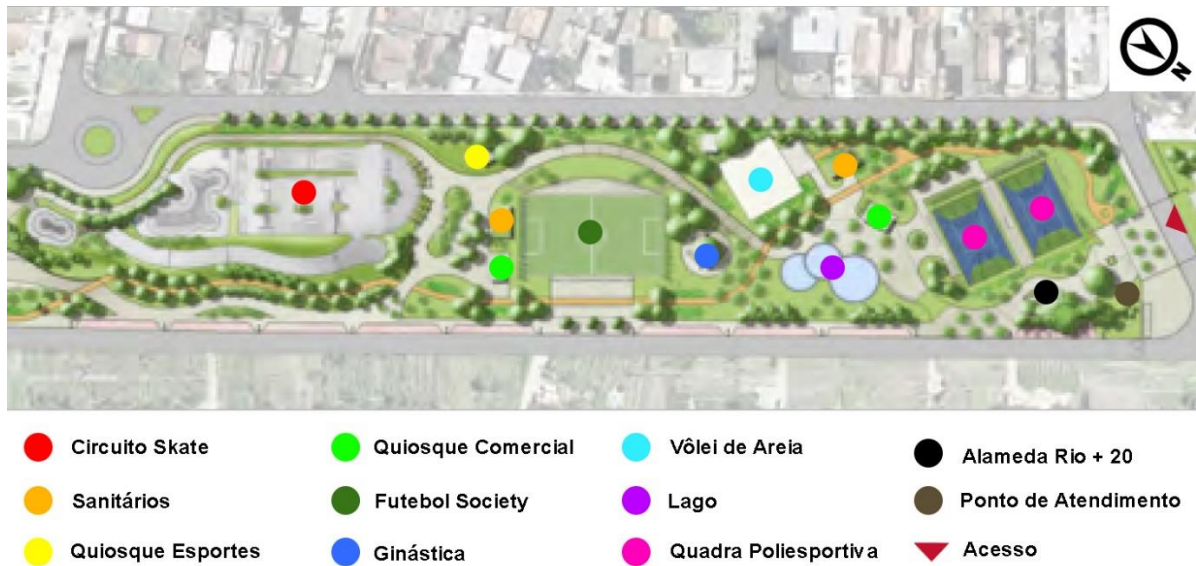 N
Circuito Skate
Sanitários
Quiosque Esportes
Quiosque Comercial
Futebol Society
Ginástica
Vôlei de Areia
Lago
Quadra Poliesportiva
Alameda Rio + 20
Ponto de Atendimento
Acesso